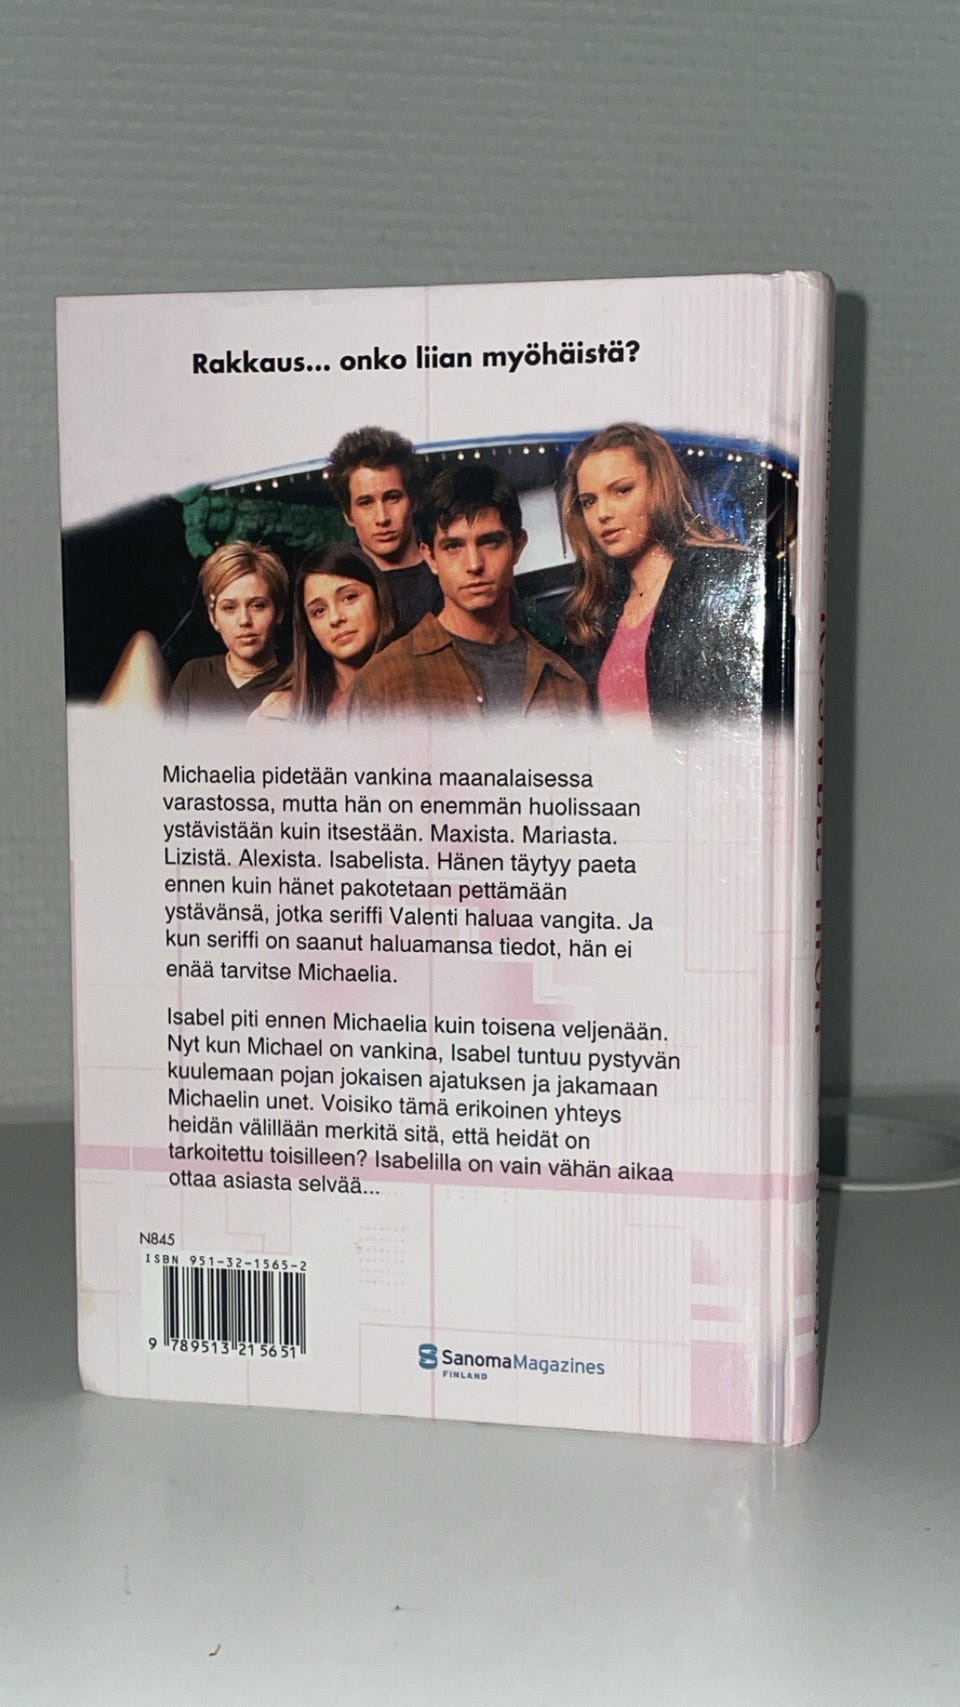 Rakkaus... onko liian myöhäistä?
Michaelia pidetään vankina maanalaisessa
varastossa, mutta hän on enemmän huolissaan
ystävistään kuin itsestään. Maxista. Mariasta.
Lizistä. Alexista. Isabelista. Hänen täytyy paeta
ennen kuin hänet pakotetaan pettämään
ystävänsä, jotka seriffi Valenti haluaa vangita. Ja
kun seriffi on saanut haluamansa tiedot, hän ei
enää tarvitse Michaelia.
Isabel piti ennen Michaelia kuin toisena veljenään.
Nyt kun Michael on vankina, Isabel tuntuu pystyvän
kuulemaan pojan jokaisen ajatuksen ja jakamaan
Michaelin unet. Voisiko tämä erikoinen yhteys
heidän välillään merkitä sitä, että heidät on
tarkoitettu toisilleen? Isabelilla on vain vähän aikaa
ottaa asiasta selvää...
N845
ISBN 951-32-1565-2
9 789513 215651
SanomaMagazines
FINLAND